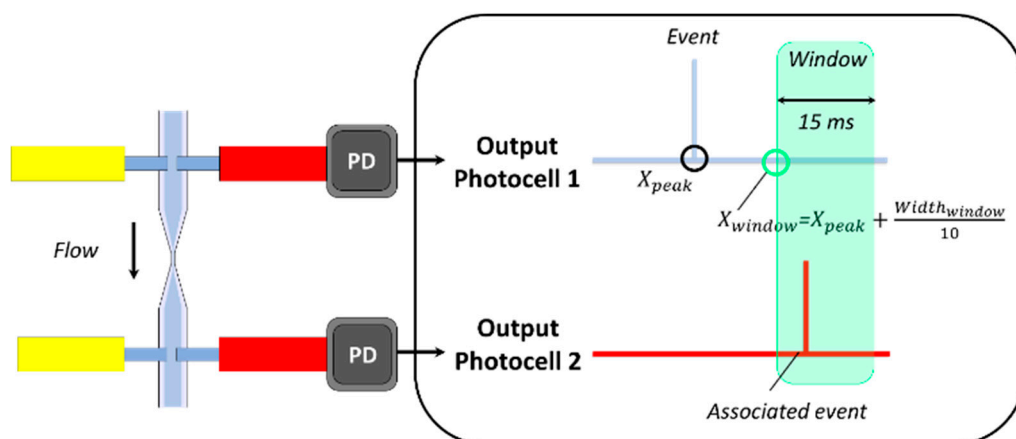 Event
Window
15 ms
PD
Output
Photocell 1
X_peak
X_window=X_peak + Width_window/10
Flow
PD
Output
Photocell 2
Associated event